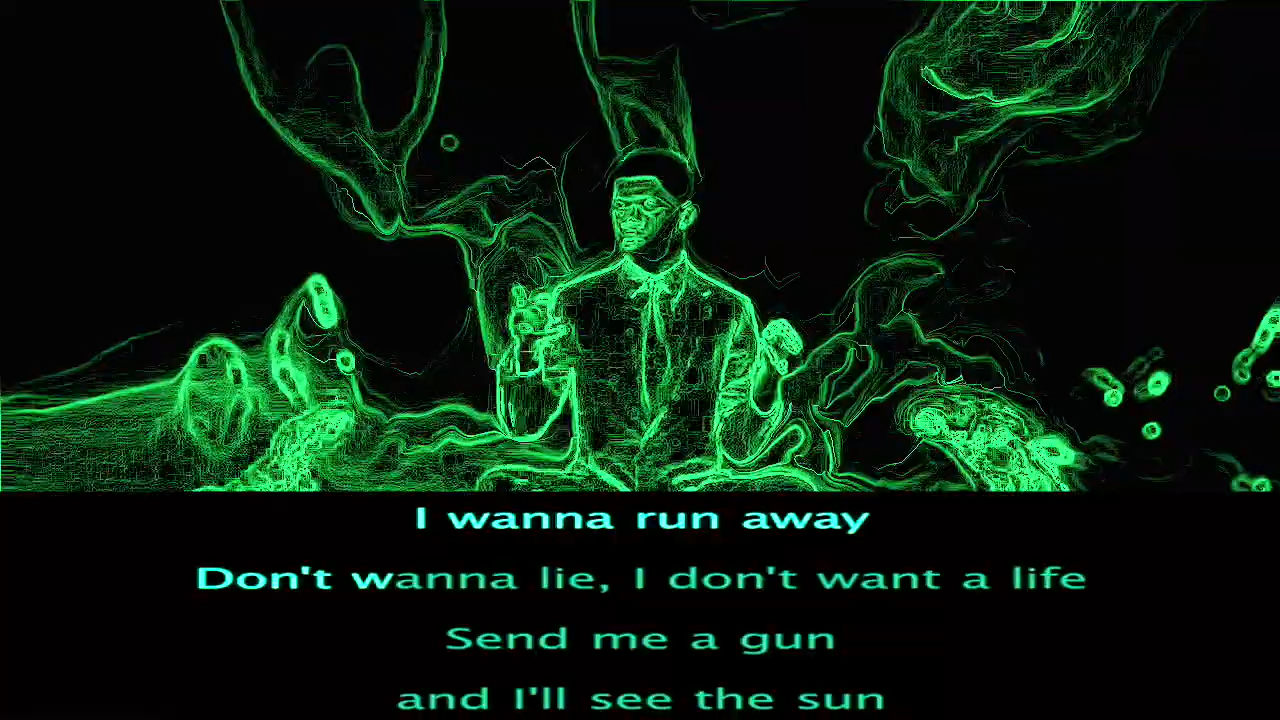 I wanna run away
Don't wanna lie, I don't want a life
Send me a gun
and I'll see the sun